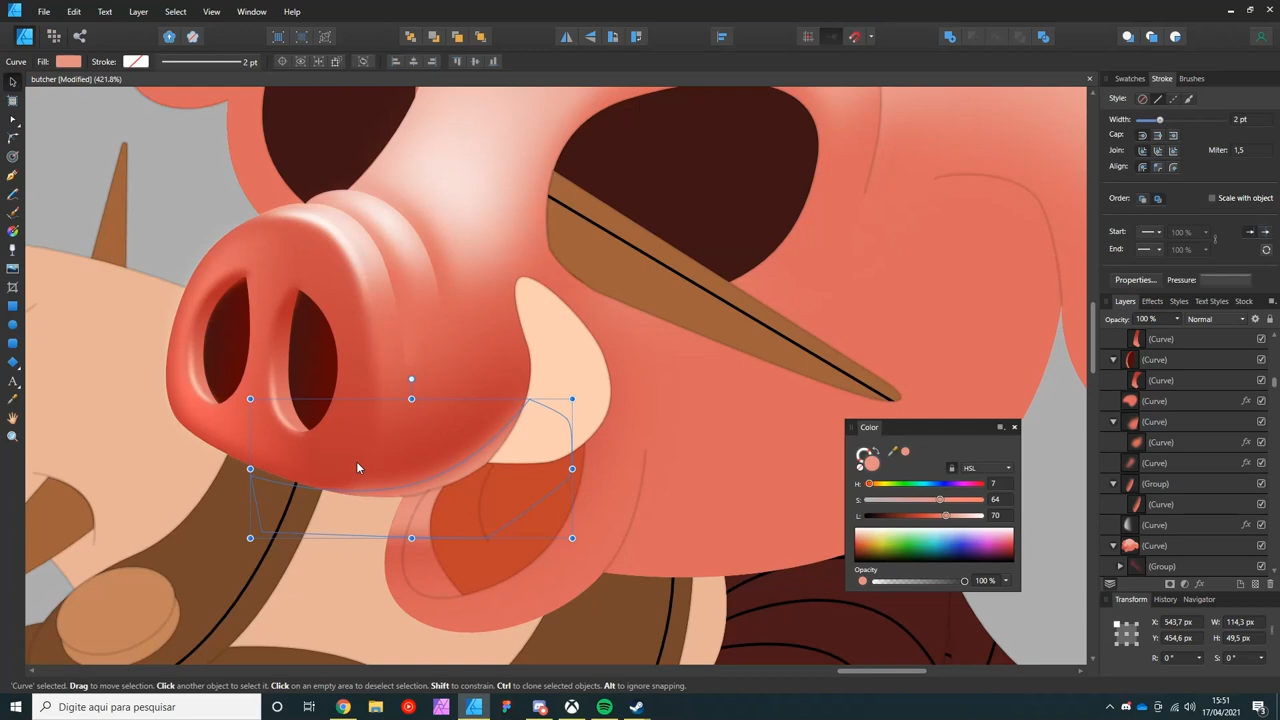 File Edit Text Layer Select View Window Help
Curve Fill: Stroke: 2 pt
butcher [Modified] (421.8%)
Swatches Stroke Brushes
Style:
Width: 2 pt
Cap:
Join: Miter: 1,5
Align:
Order: Scale with object
Start: 100 %
End: 100 %
Properties... Pressure:
Layers Effects Styles Text Styles Stock
Opacity: 100 % Normal
(Curve)
(Curve)
(Curve)
(Curve) fx
(Curve)
(Curve) fx
(Curve) fx
(Group)
(Curve)
(Curve)
(Curve)
(Group)
Color
HSL
H: 7
S: 64
L: 70
Opacity
100 %
Transform History Navigator
X: 543,7 px W: 114,3 px
Y: 454,6 px H: 49,5 px
R: 0 ° S: 0 °
'Curve' selected. Drag to move selection. Click another object to select it. Click on an empty area to deselect selection. Shift to constrain. Ctrl to clone selected objects. Alt to ignore snapping.
Digite aqui para pesquisar
15:51
17/04/2021